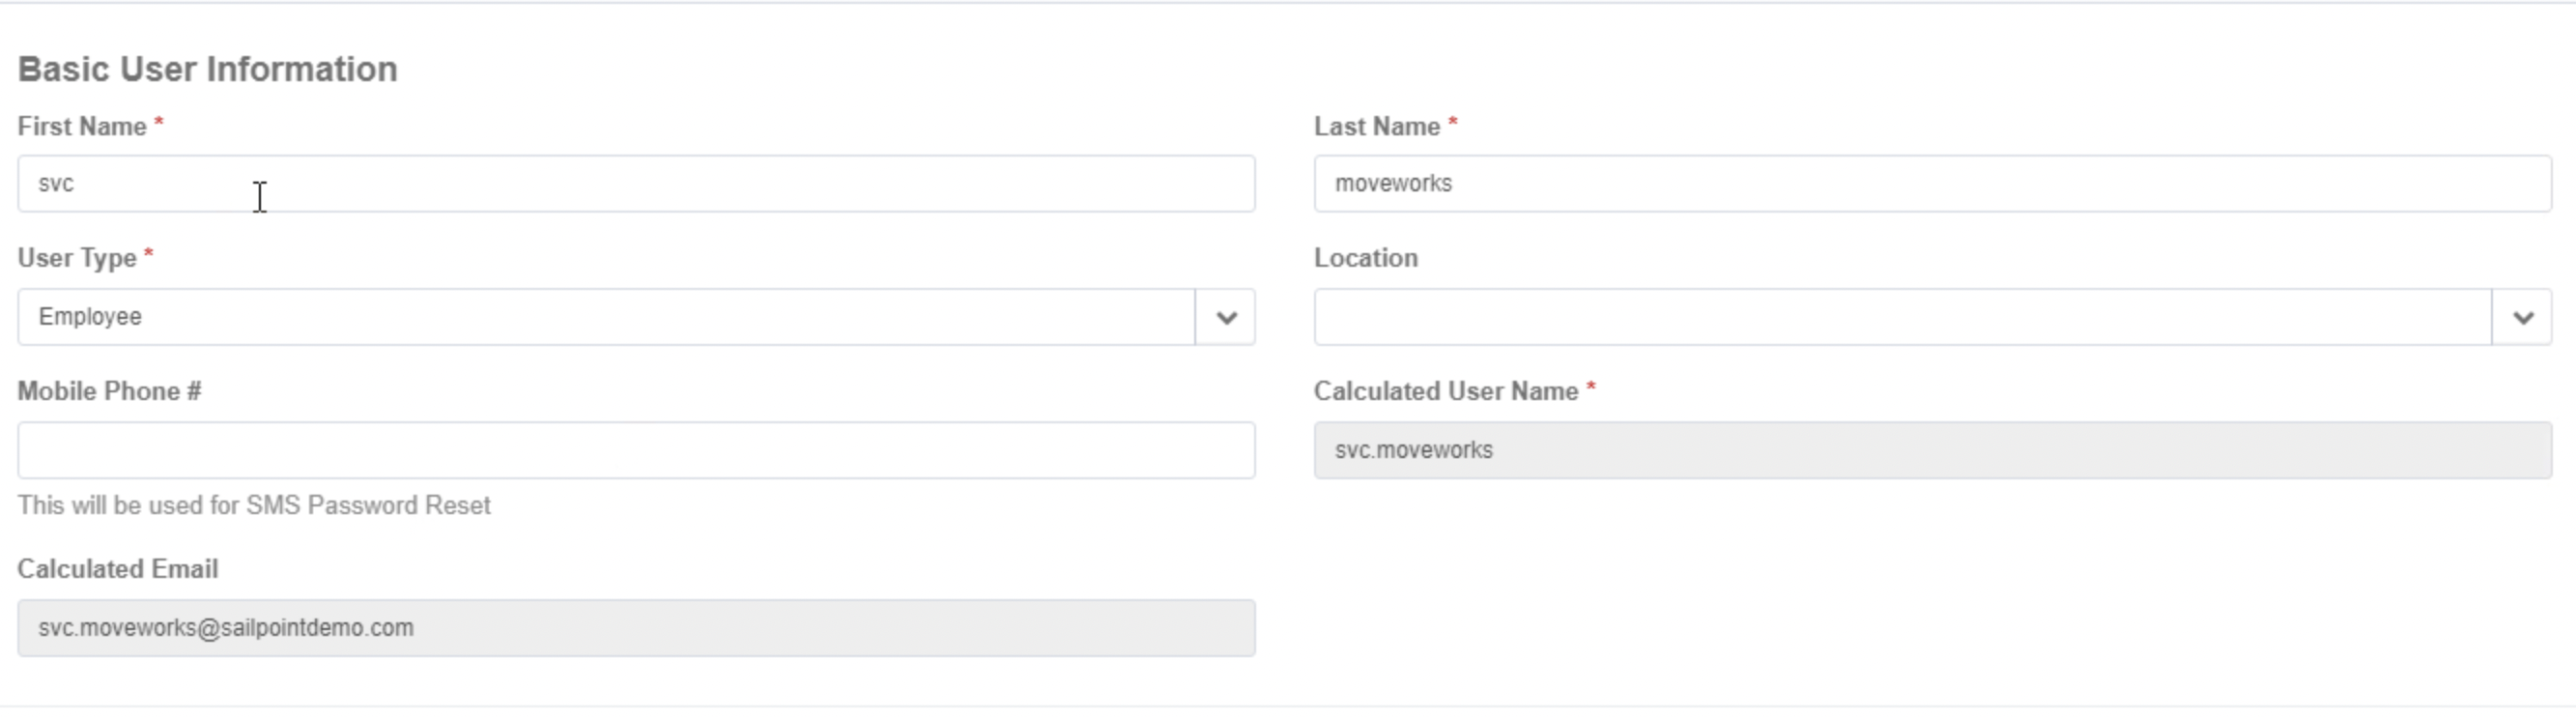 Basic User Information
First Name *
Last Name *
svc
moveworks
User Type *
Location
Employee
Mobile Phone #
Calculated User Name *
svc.moveworks
This will be used for SMS Password Reset
Calculated Email
svc.moveworks@sailpointdemo.com